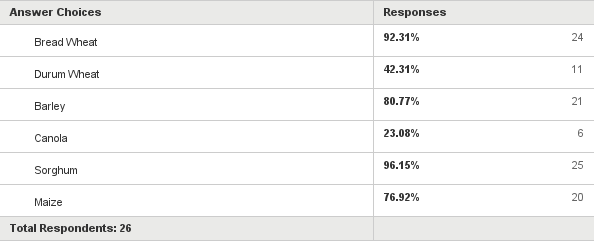 Answer Choices Responses
Bread Wheat 92.31% 24
Durum Wheat 42.31% 11
Barley 80.77% 21
Canola 23.08% 6
Sorghum 96.15% 25
Maize 76.92% 20
Total Respondents: 26